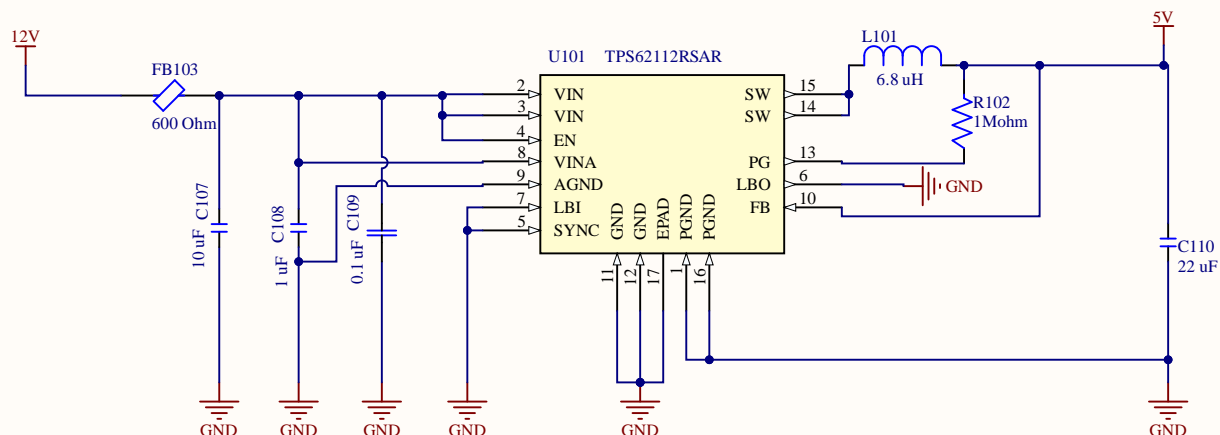 12V
5V
FB103
600 Ohm
U101 TPS62112RSAR
L101
6.8 uH
R102
1Mohm
2 VIN
3 VIN
4 EN
8 VINA
9 AGND
7 LBI
5 SYNC
SW 15
SW 14
PG 13
LBO 6
FB 10
GND
GND 11
GND 12
EPAD 17
PGND 1
PGND 16
10 uF C107
1 uF C108
0.1 uF C109
C110
22 uF
GND
GND
GND
GND
GND
GND